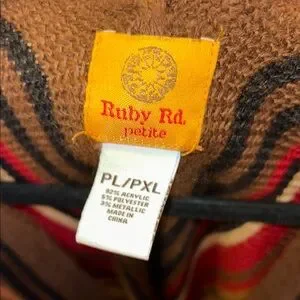 Ruby Rd.
petite
PL/PXL
92% ACRYLIC
5% POLYESTER
3% METALLIC
MADE IN
CHINA